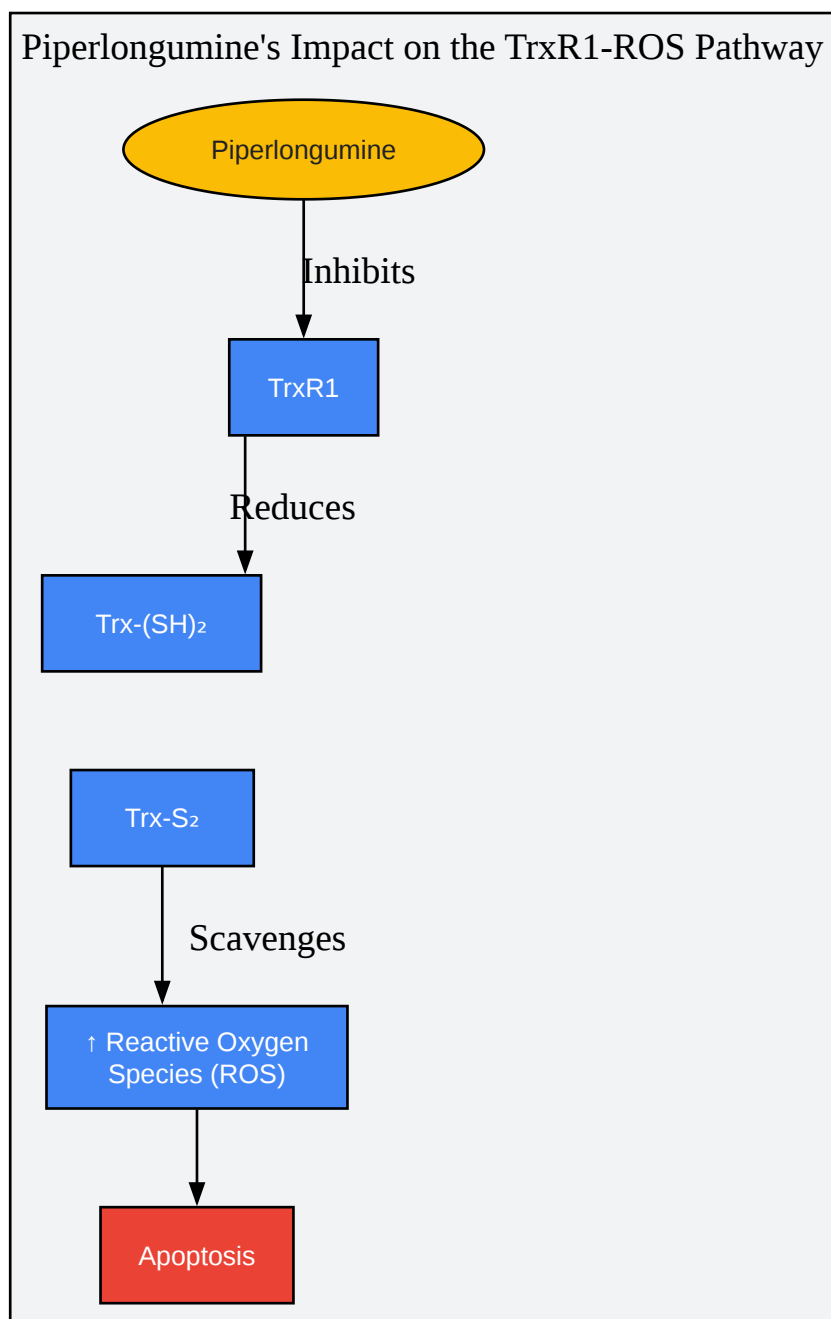 Piperlongumine's Impact on the TrxR1-ROS Pathway
Piperlongumine
Inhibits
TrxR1
Reduces
Trx-(SH)₂
Trx-S₂
Scavenges
↑ Reactive Oxygen
Species (ROS)
Apoptosis